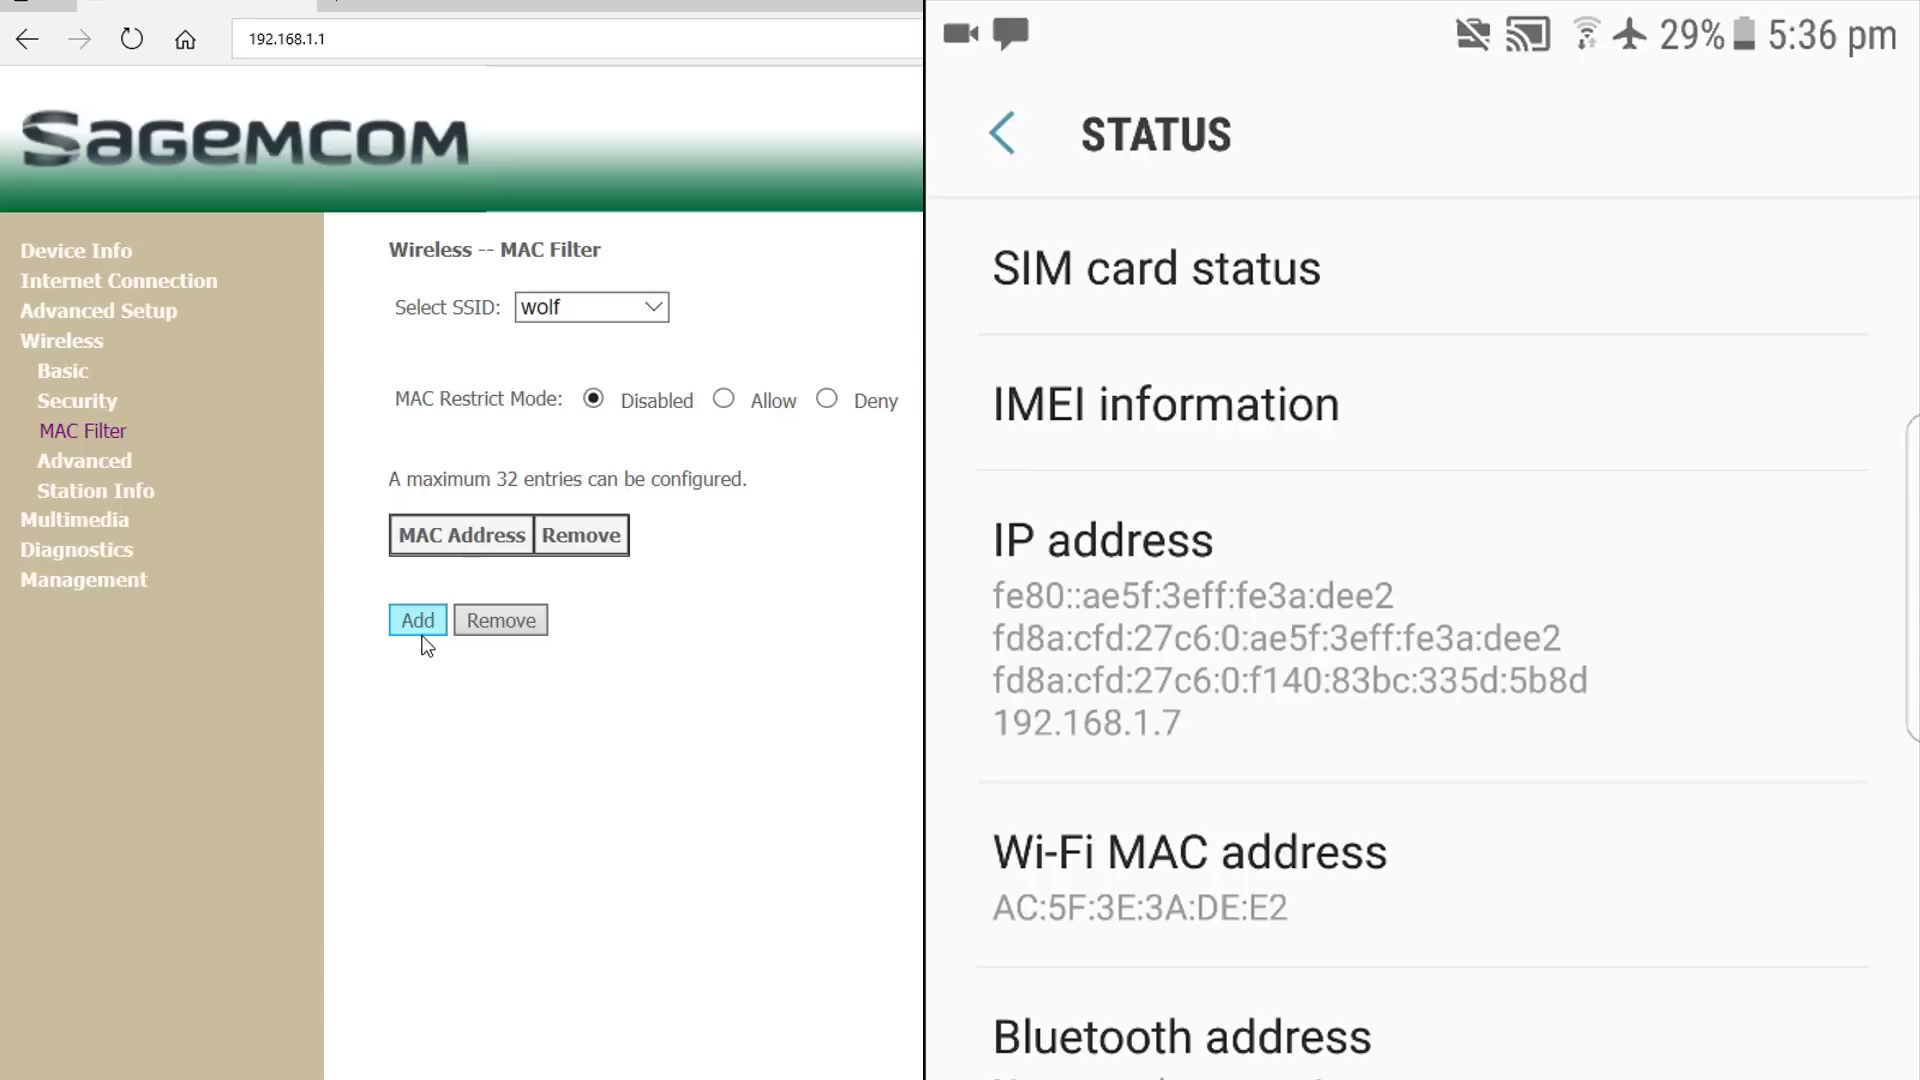 192.168.1.1
SAGEMCOM
Device Info
Internet Connection
Advanced Setup
Wireless
Basic
Security
MAC Filter
Advanced
Station Info
Multimedia
Diagnostics
Management
Wireless -- MAC Filter
Select SSID: wolf
MAC Restrict Mode: Disabled Allow Deny
A maximum 32 entries can be configured.
MAC Address Remove
Add Remove
29% 5:36 pm
STATUS
SIM card status
IMEI information
IP address
fe80::ae5f:3eff:fe3a:dee2
fd8a:cfd:27c6:0:ae5f:3eff:fe3a:dee2
fd8a:cfd:27c6:0:f140:83bc:335d:5b8d
192.168.1.7
Wi-Fi MAC address
AC:5F:3E:3A:DE:E2
Bluetooth address